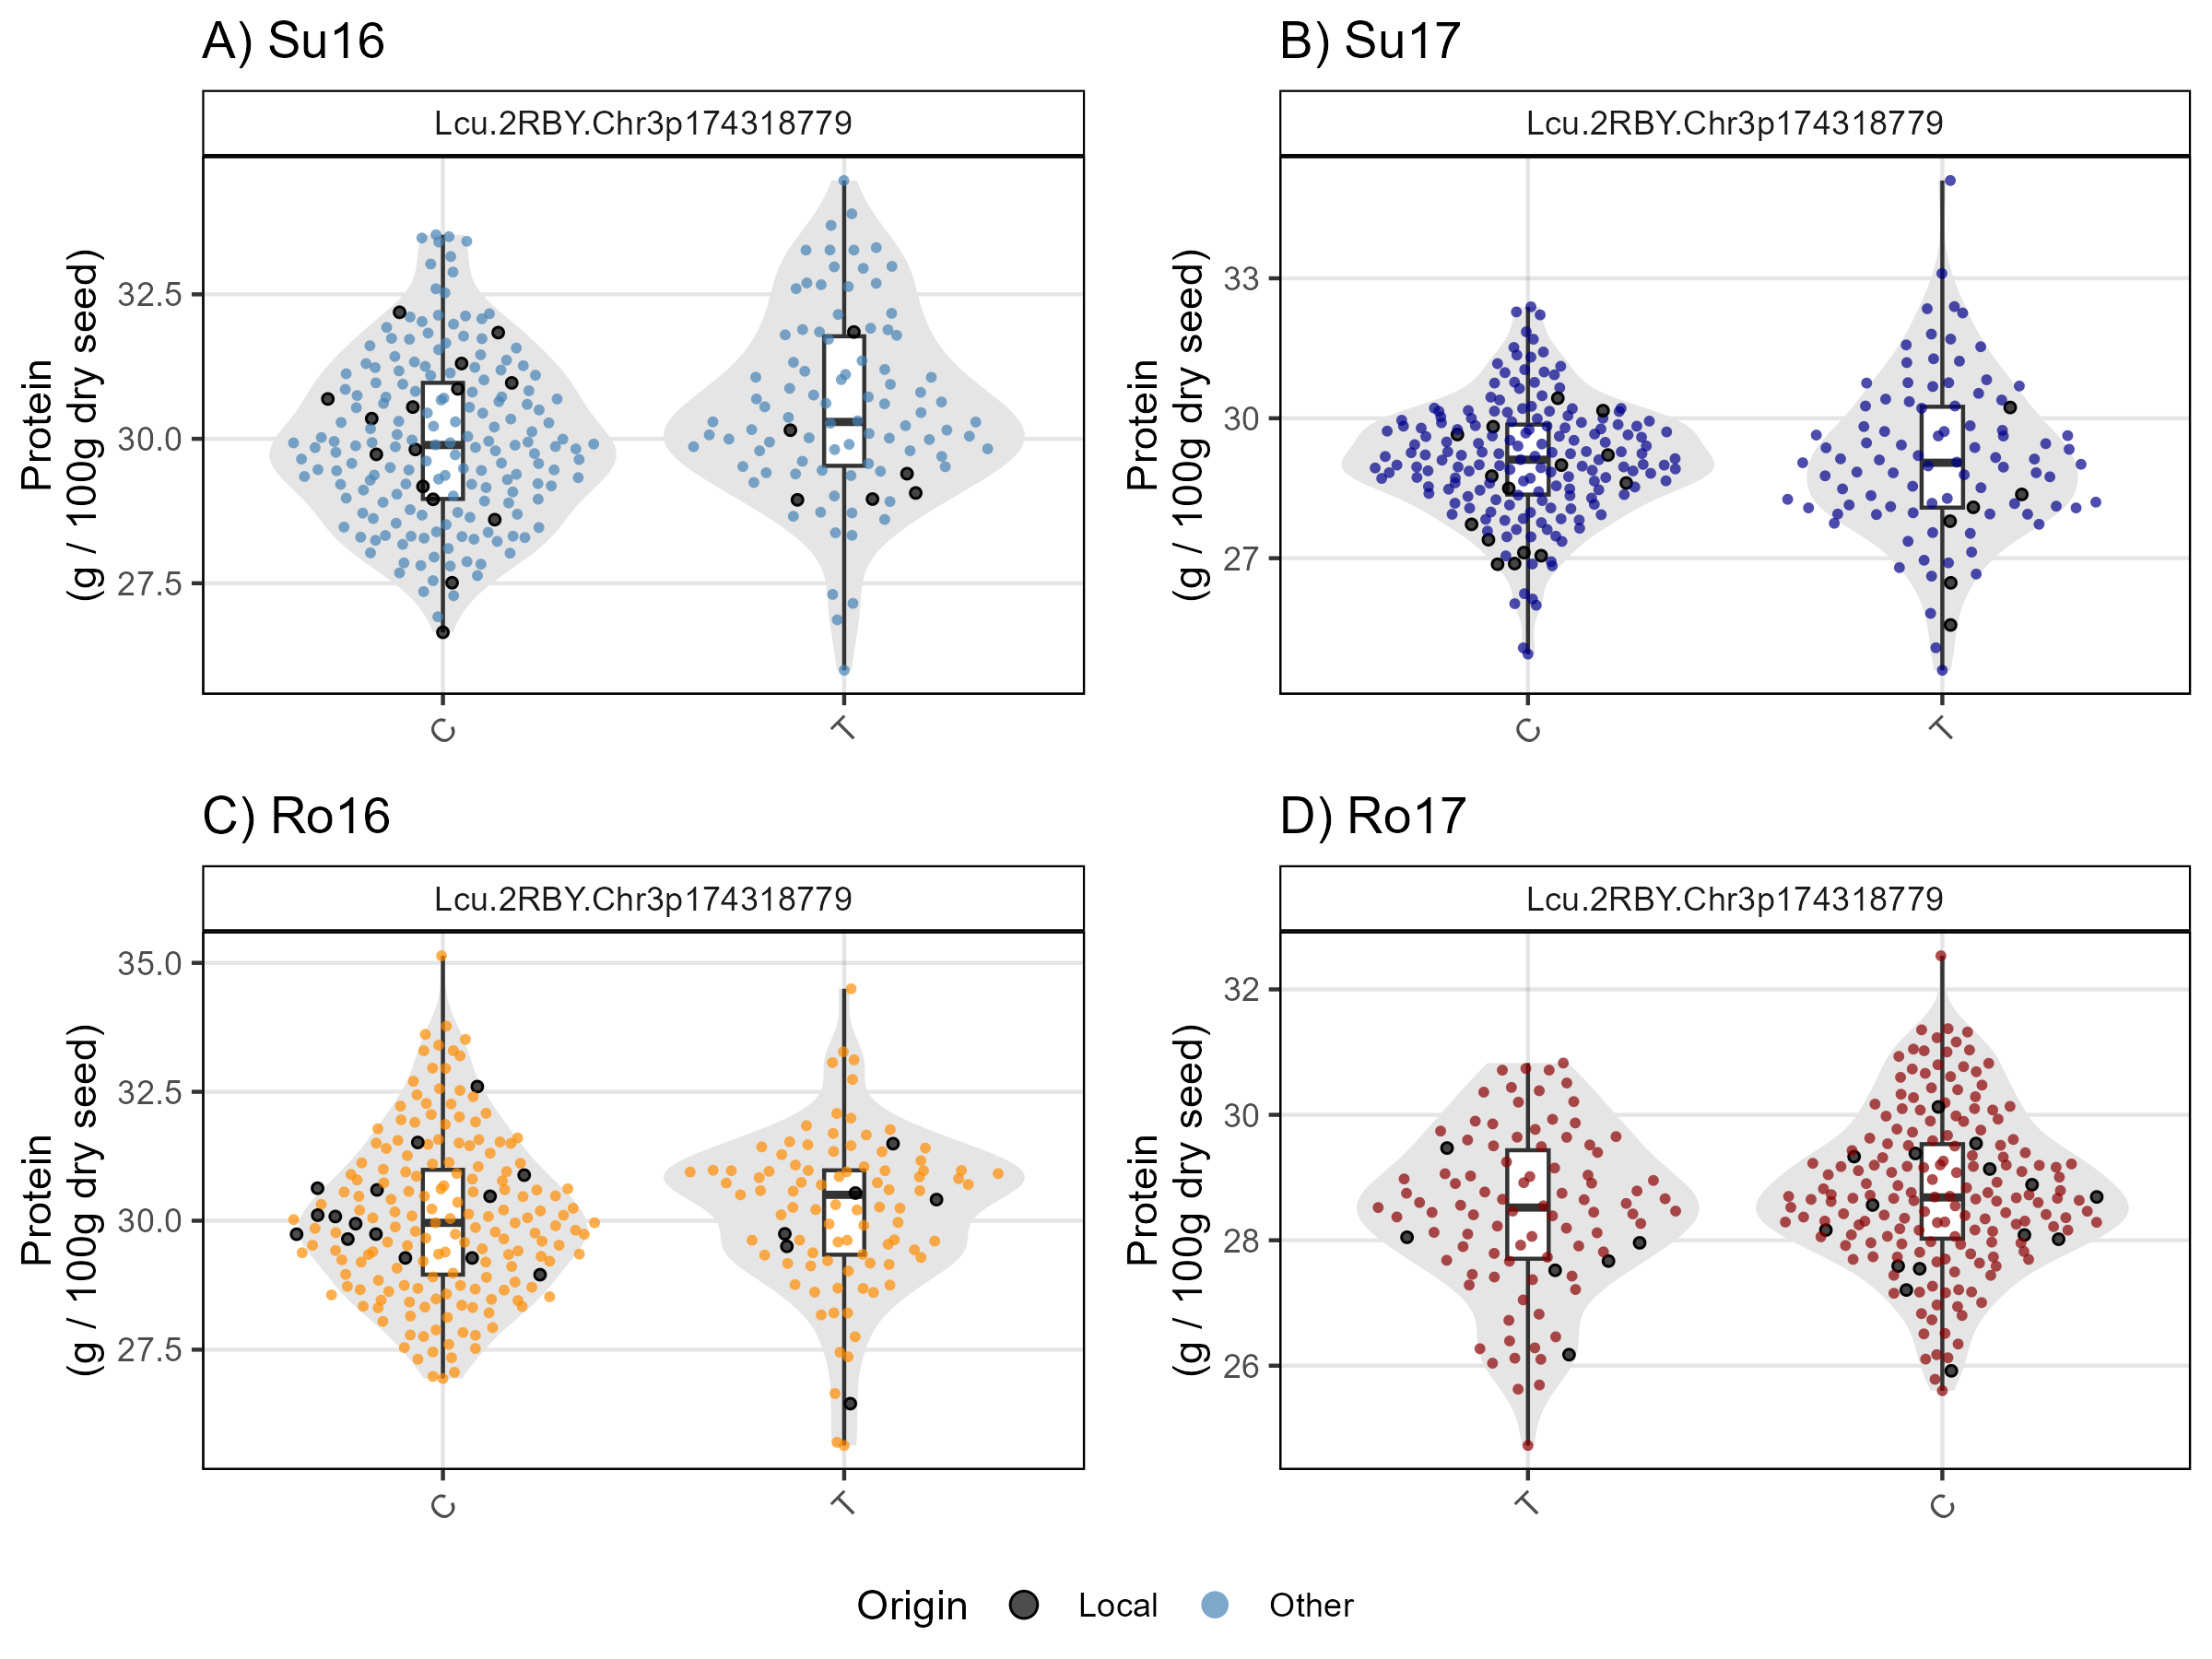 A) Su16
Lcu.2RBY.Chr3p174318779
Protein
(g / 100g dry seed)
32.5
30.0
27.5
C
T
B) Su17
Lcu.2RBY.Chr3p174318779
Protein
(g / 100g dry seed)
33
30
27
C
T
C) Ro16
Lcu.2RBY.Chr3p174318779
Protein
(g / 100g dry seed)
35.0
32.5
30.0
27.5
C
T
D) Ro17
Lcu.2RBY.Chr3p174318779
Protein
(g / 100g dry seed)
32
30
28
26
T
C
Origin Local Other